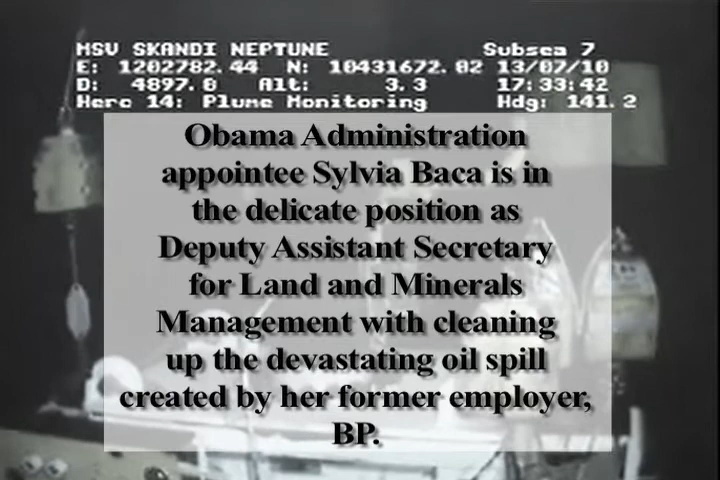 MSV SKANDI NEPTUNE Subsea 7
E: 1202782.44 N: 10431672.02 13/07/10
D: 4897.0 Alt: 3.3 17:33:42
Herc 14: Plume Monitoring Hdg: 141.2
Obama Administration
appointee Sylvia Baca is in
the delicate position as
Deputy Assistant Secretary
for Land and Minerals
Management with cleaning
up the devastating oil spill
created by her former employer,
BP.